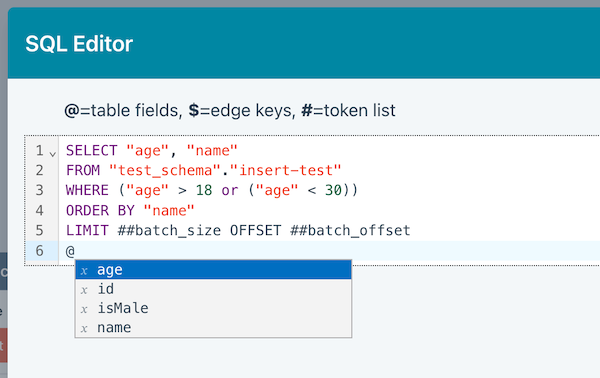 SQL Editor
@=table fields, $=edge keys, #=token list
1 SELECT "age", "name"
2 FROM "test_schema"."insert-test"
3 WHERE ("age" > 18 or ("age" < 30))
4 ORDER BY "name"
5 LIMIT ##batch_size OFFSET ##batch_offset
6 @
x age
x id
x isMale
x name